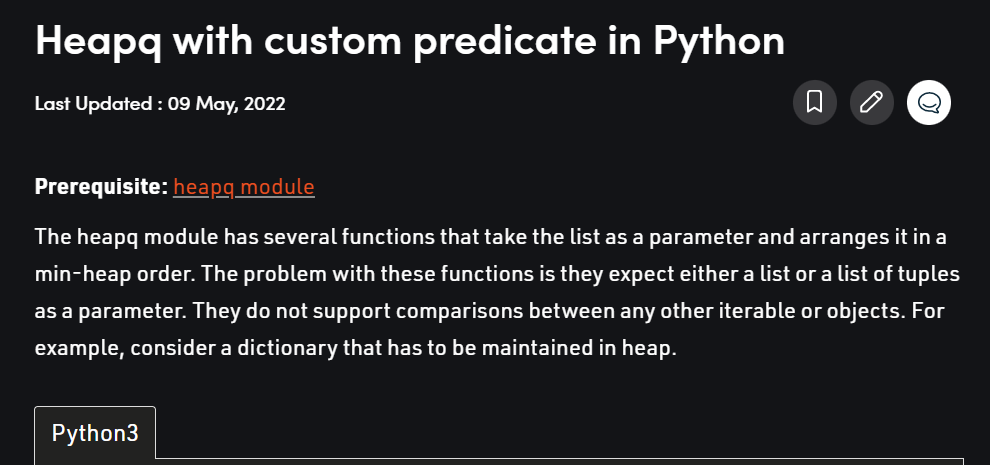 Heapq with custom predicate in Python
Last Updated : 09 May, 2022
Prerequisite: heapq module
The heapq module has several functions that take the list as a parameter and arranges it in a
min-heap order. The problem with these functions is they expect either a list or a list of tuples
as a parameter. They do not support comparisons between any other iterable or objects. For
example, consider a dictionary that has to be maintained in heap.
Python3